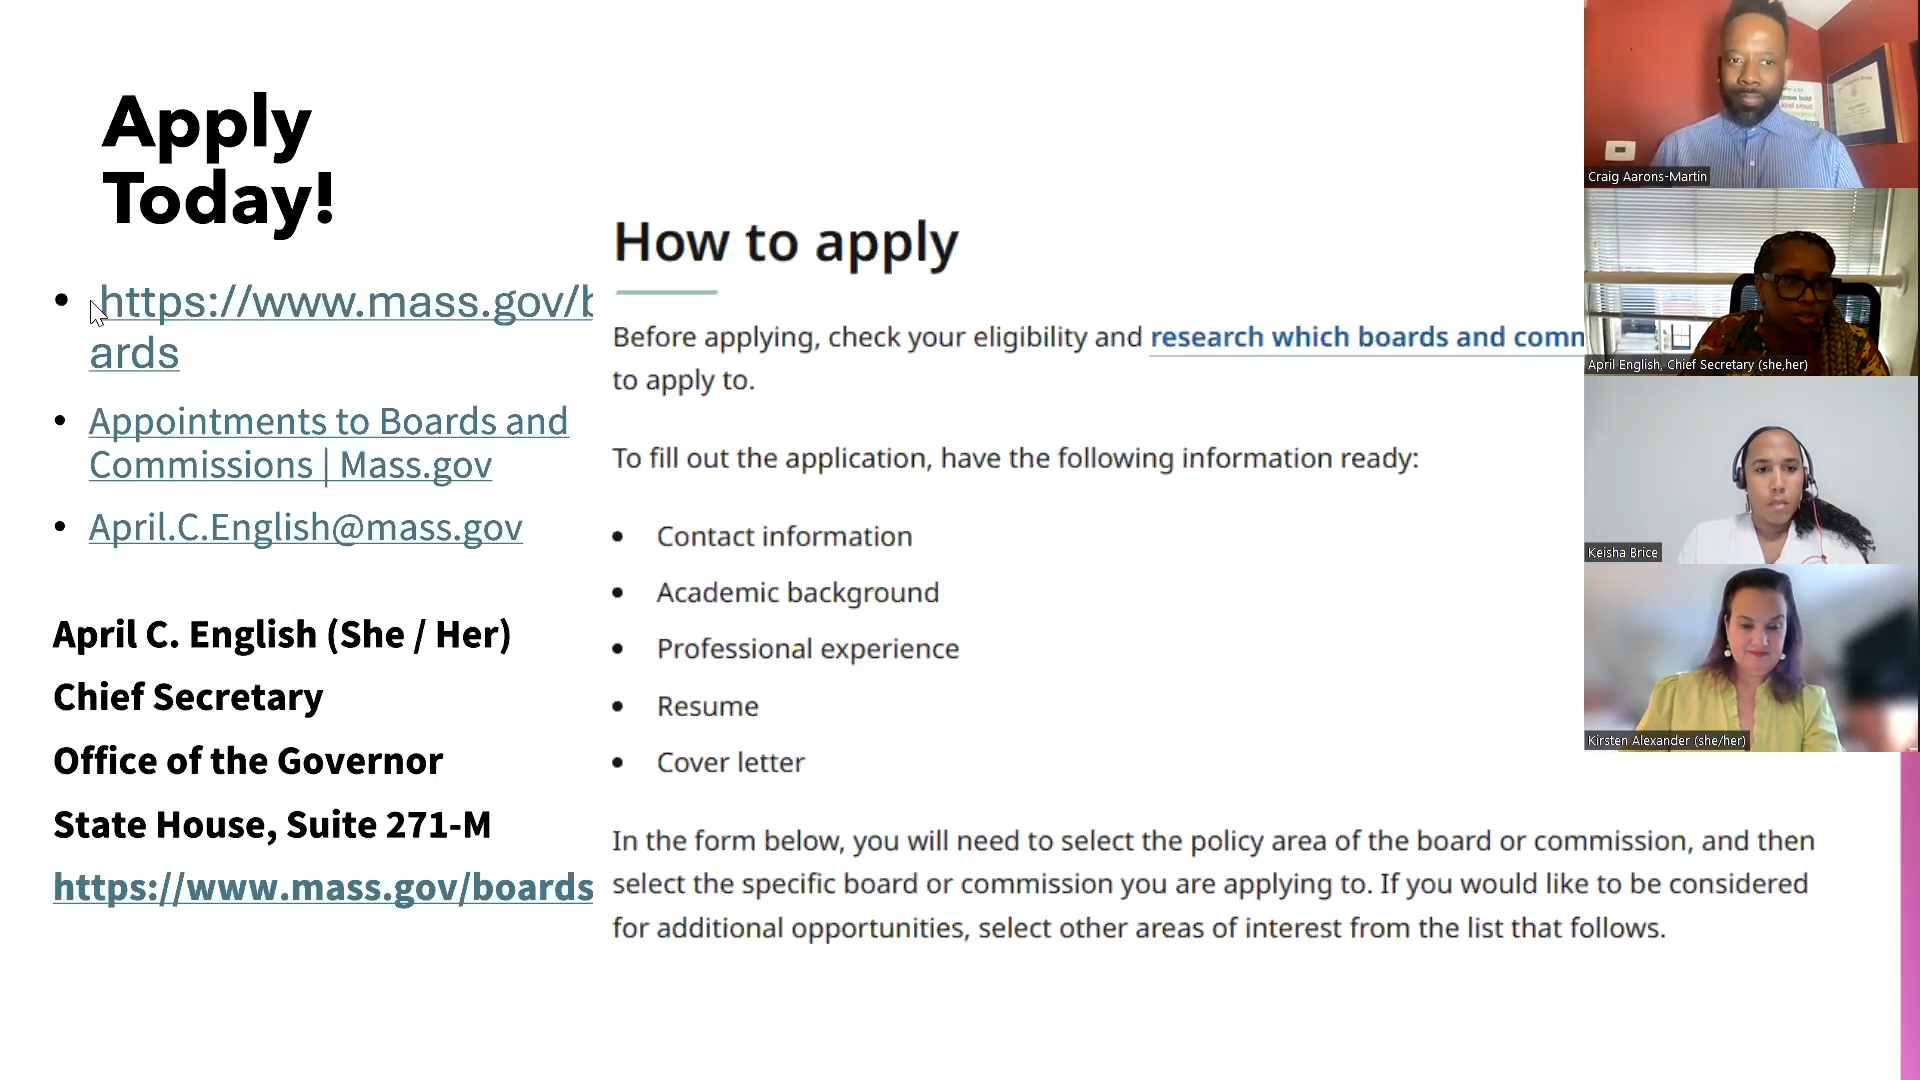 Apply
Today!
• https://www.mass.gov/b
ards
• Appointments to Boards and
Commissions | Mass.gov
• April.C.English@mass.gov
April C. English (She / Her)
Chief Secretary
Office of the Governor
State House, Suite 271-M
https://www.mass.gov/boards
How to apply
Before applying, check your eligibility and research which boards and comm
to apply to.
To fill out the application, have the following information ready:
• Contact information
• Academic background
• Professional experience
• Resume
• Cover letter
In the form below, you will need to select the policy area of the board or commission, and then
select the specific board or commission you are applying to. If you would like to be considered
for additional opportunities, select other areas of interest from the list that follows.
brave bold
kind proud
Craig Aarons-Martin
April English, Chief Secretary (she,her)
Keisha Brice
Kirsten Alexander (she/her)